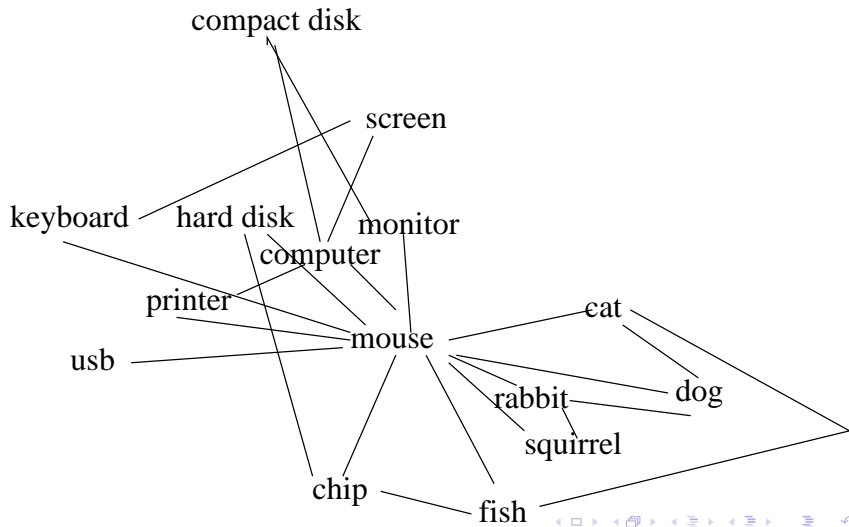 compact disk
screen
keyboard hard disk monitor
computer
printer cat
mouse
usb
rabbit dog
squirrel
chip
fish